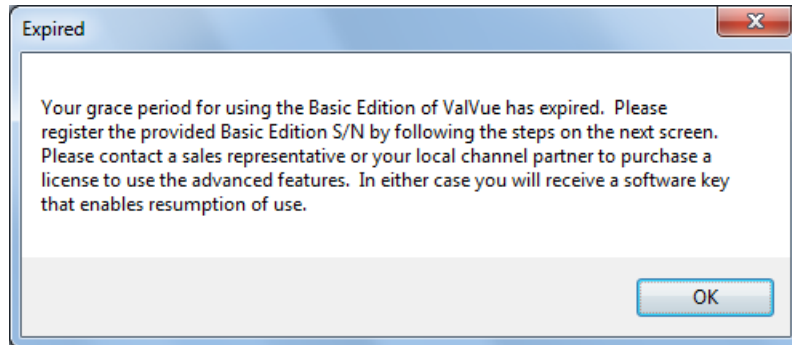 Expired
Your grace period for using the Basic Edition of ValVue has expired.  Please
register the provided Basic Edition S/N by following the steps on the next screen.
Please contact a sales representative or your local channel partner to purchase a
license to use the advanced features.  In either case you will receive a software key
that enables resumption of use.
OK